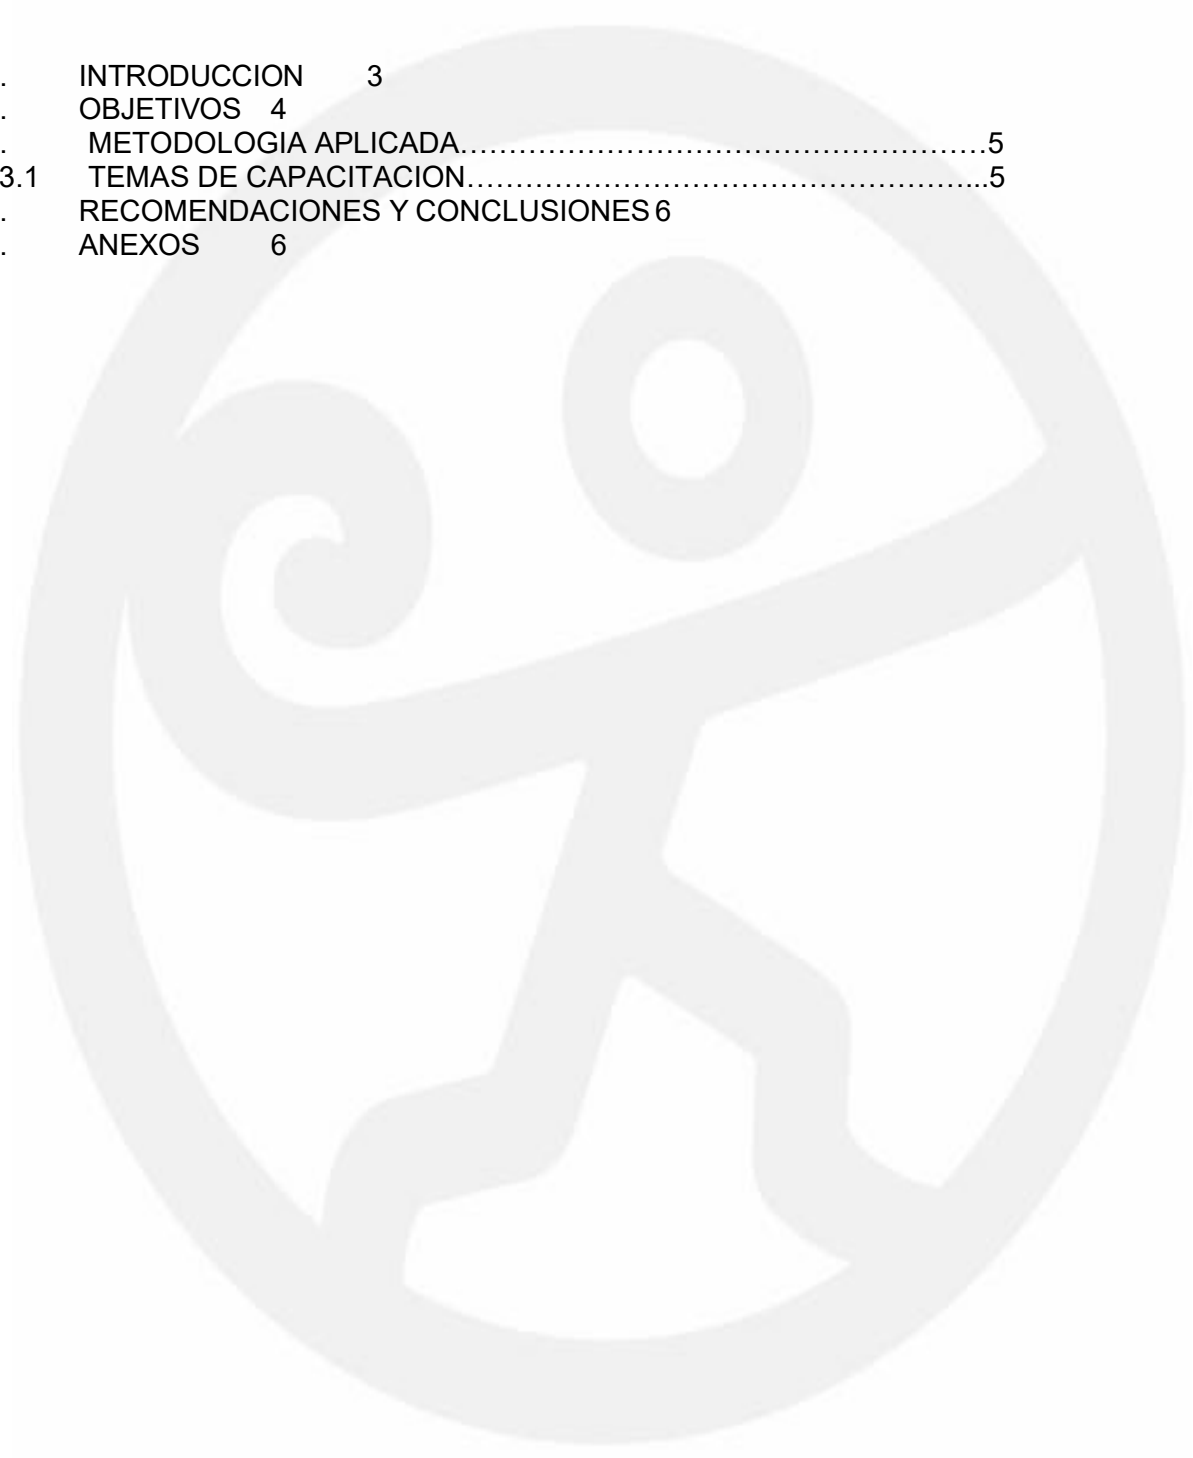 . INTRODUCCION 3
. OBJETIVOS 4
. METODOLOGIA APLICADA………………………………………………5
3.1 TEMAS DE CAPACITACION…………………………………………...5
. RECOMENDACIONES Y CONCLUSIONES 6
. ANEXOS 6